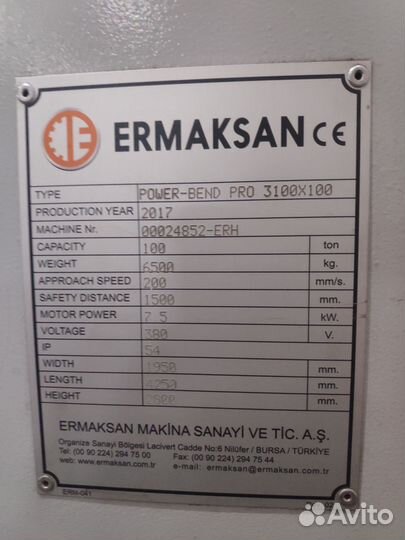 ERMAKSAN CE
TYPE POWER-BEND PRO 3100X100
PRODUCTION YEAR 2017
MACHINE Nr. 00024852-ERH
CAPACITY 100 ton
WEIGHT 6500 kg.
APPROACH SPEED 200 mm/s.
SAFETY DISTANCE 1500 mm.
MOTOR POWER 7 5 kW.
VOLTAGE 380 V.
IP 54
WIDTH 1950 mm.
LENGTH 4250 mm.
HEIGHT mm.
ERMAKSAN MAKİNA SANAYİ VE TİC. A.Ş.
Organize Sanayi Bölgesi Lacivert Cadde No:6 Nilüfer / BURSA / TÜRKİYE
Tel: (00 90 224) 294 75 00 Fax: (00 90 224) 294 75 44
web: www.ermaksan.com.tr e-mail: ermaksan@ermaksan.com.tr
ERM-041
Avito